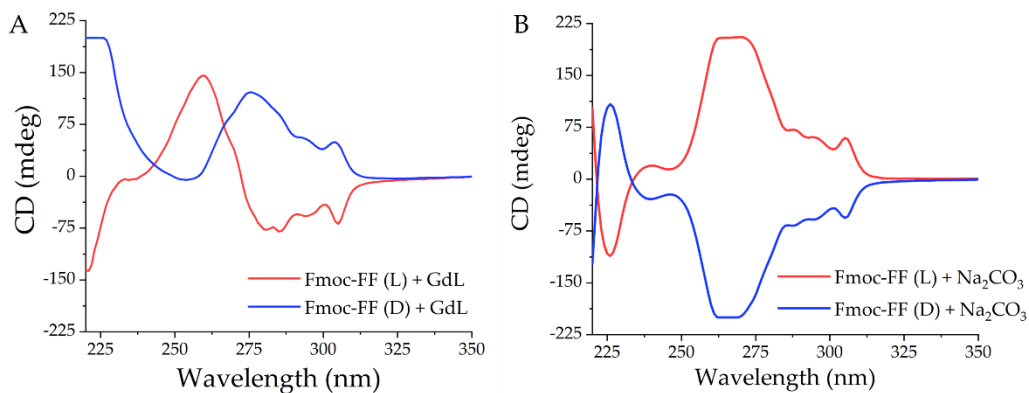 A
CD (mdeg)
225
150
75
0
-75
-150
-225
Fmoc-FF (L) + GdL
Fmoc-FF (D) + GdL
225 250 275 300 325 350
Wavelength (nm)
B
CD (mdeg)
225
150
75
0
-75
-150
-225
Fmoc-FF (L) + Na₂CO₃
Fmoc-FF (D) + Na₂CO₃
225 250 275 300 325 350
Wavelength (nm)